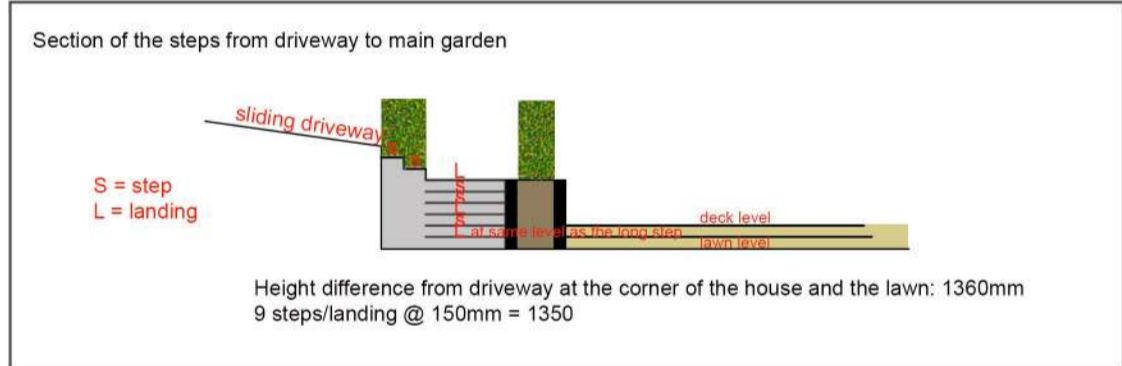 Section of the steps from driveway to main garden
sliding driveway
S
S
L
S
S
S = step
L = landing
deck level
L at same level as the long step
lawn level
Height difference from driveway at the corner of the house and the lawn: 1360mm
9 steps/landing @ 150mm = 1350